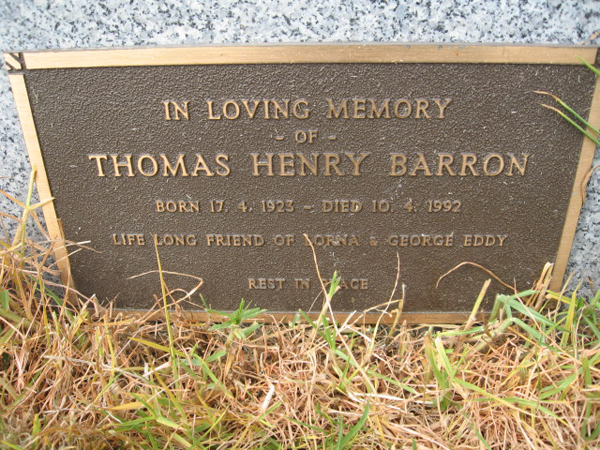 IN LOVING MEMORY
- OF -
THOMAS HENRY BARRON
BORN 17. 4. 1923 - DIED 10. 4. 1992
LIFE LONG FRIEND OF LORNA & GEORGE EDDY
REST IN PEACE